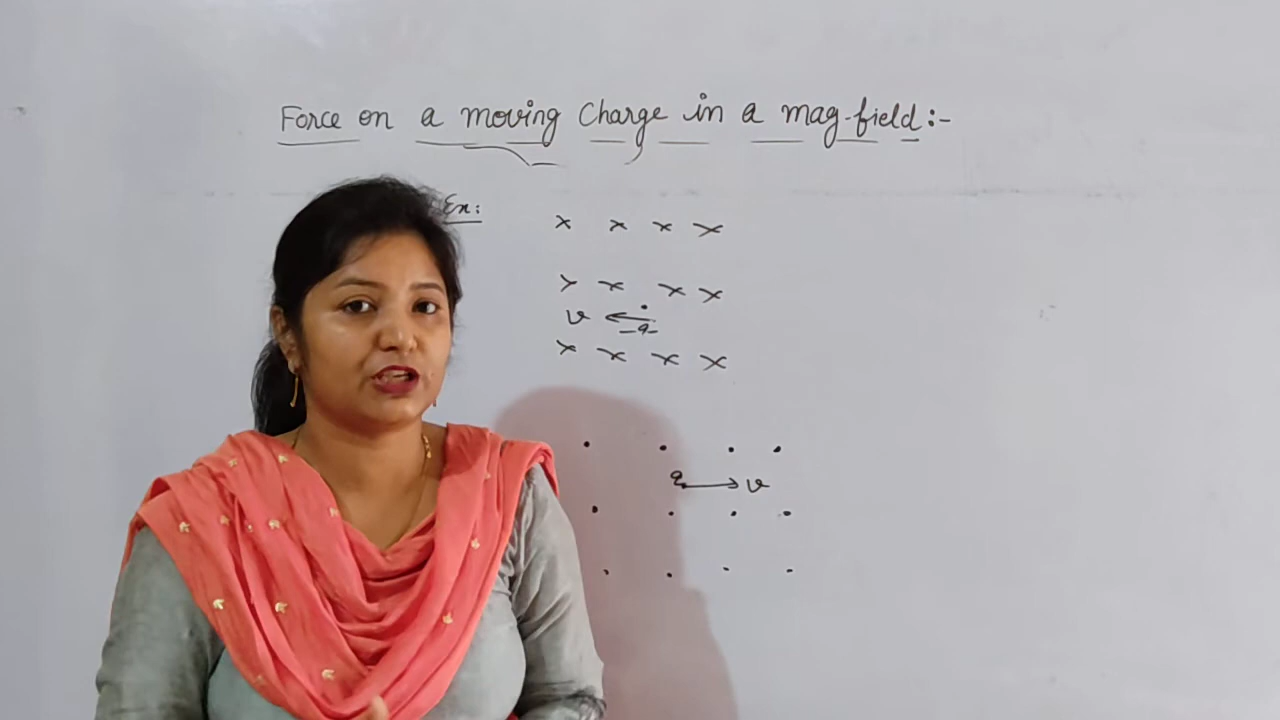 Force on a moving Charge in a mag. field :-
Ex:
x x x x
x x x x
v
-q-
x x x x
q v